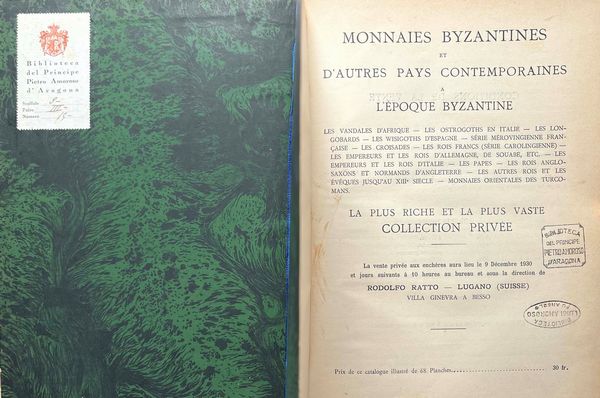 Biblioteca
del Principe
Pietro Amoroso
d'Aragona
Scaffale
Palco
Numero
MONNAIES BYZANTINES
ET
D'AUTRES PAYS CONTEMPORAINES
A
L'ÉPOQUE BYZANTINE
LES VANDALES D'AFRIQUE — LES OSTROGOTHS EN ITALIE — LES LON-
GOBARDS — LES WISIGOTHS D'ESPAGNE — SÉRIE MÉROVINGIENNE FRAN-
ÇAISE — LES CROISADES — LES ROIS FRANCS (SÉRIE CAROLINGIENNE) —
LES EMPEREURS ET LES ROIS D'ALLEMAGNE, DE SOUABE, ETC. — LES
EMPEREURS ET LES ROIS D'ITALIE — LES PAPES — LES ROIS ANGLO-
SAXONS ET NORMANDS D'ANGLETERRE — LES AUTRES ROIS ET LES
ÉVÊQUES JUSQU'AU XIIIe SIÈCLE — MONNAIES ORIENTALES DES TURCO-
MANS.
LA PLUS RICHE ET LA PLUS VASTE
COLLECTION PRIVÉE
BIBLIOTECA
DEL PRINCIPE
PIETRO AMOROSO
D'ARAGONA
La vente privée aux enchères aura lieu le 9 Décembre 1930
et jours suivants à 10 heures au bureau et sous la direction de
RODOLFO RATTO — LUGANO (SUISSE)
VILLA GINEVRA A BESSO
BIBLIOTECA
LUIGI AMOROSO
Prix de ce catalogue illustré de 68 Planches. . . . . . . . . . . . . . . . . . . 30 fr.